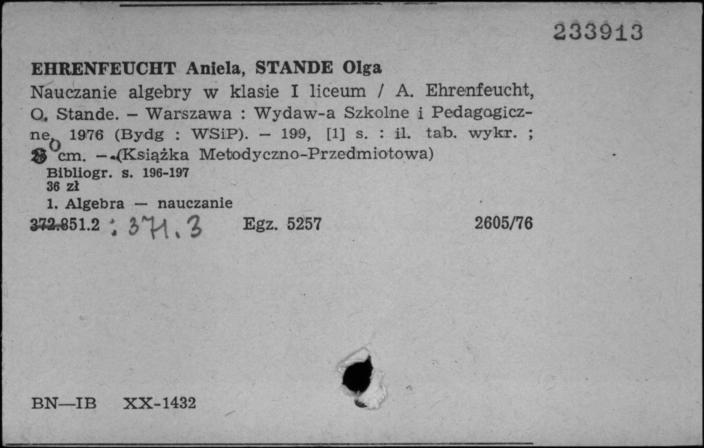 233913
EHRENFEUCHT Aniela, STANDE Olga
Nauczanie algebry w klasie I liceum / A. Ehrenfeucht,
O. Stande. — Warszawa : Wydaw-a Szkolne i Pedagogicz-
ne, 1976 (Bydg : WSiP). — 199, [1] s. : il. tab. wykr. ;
cm. — (Książka Metodyczno-Przedmiotowa)
Bibliogr. s. 196-197
36 zł
1. Algebra — nauczanie
372.851.2 : 371.3 Egz. 5257 2605/76
BN—IB XX-1432